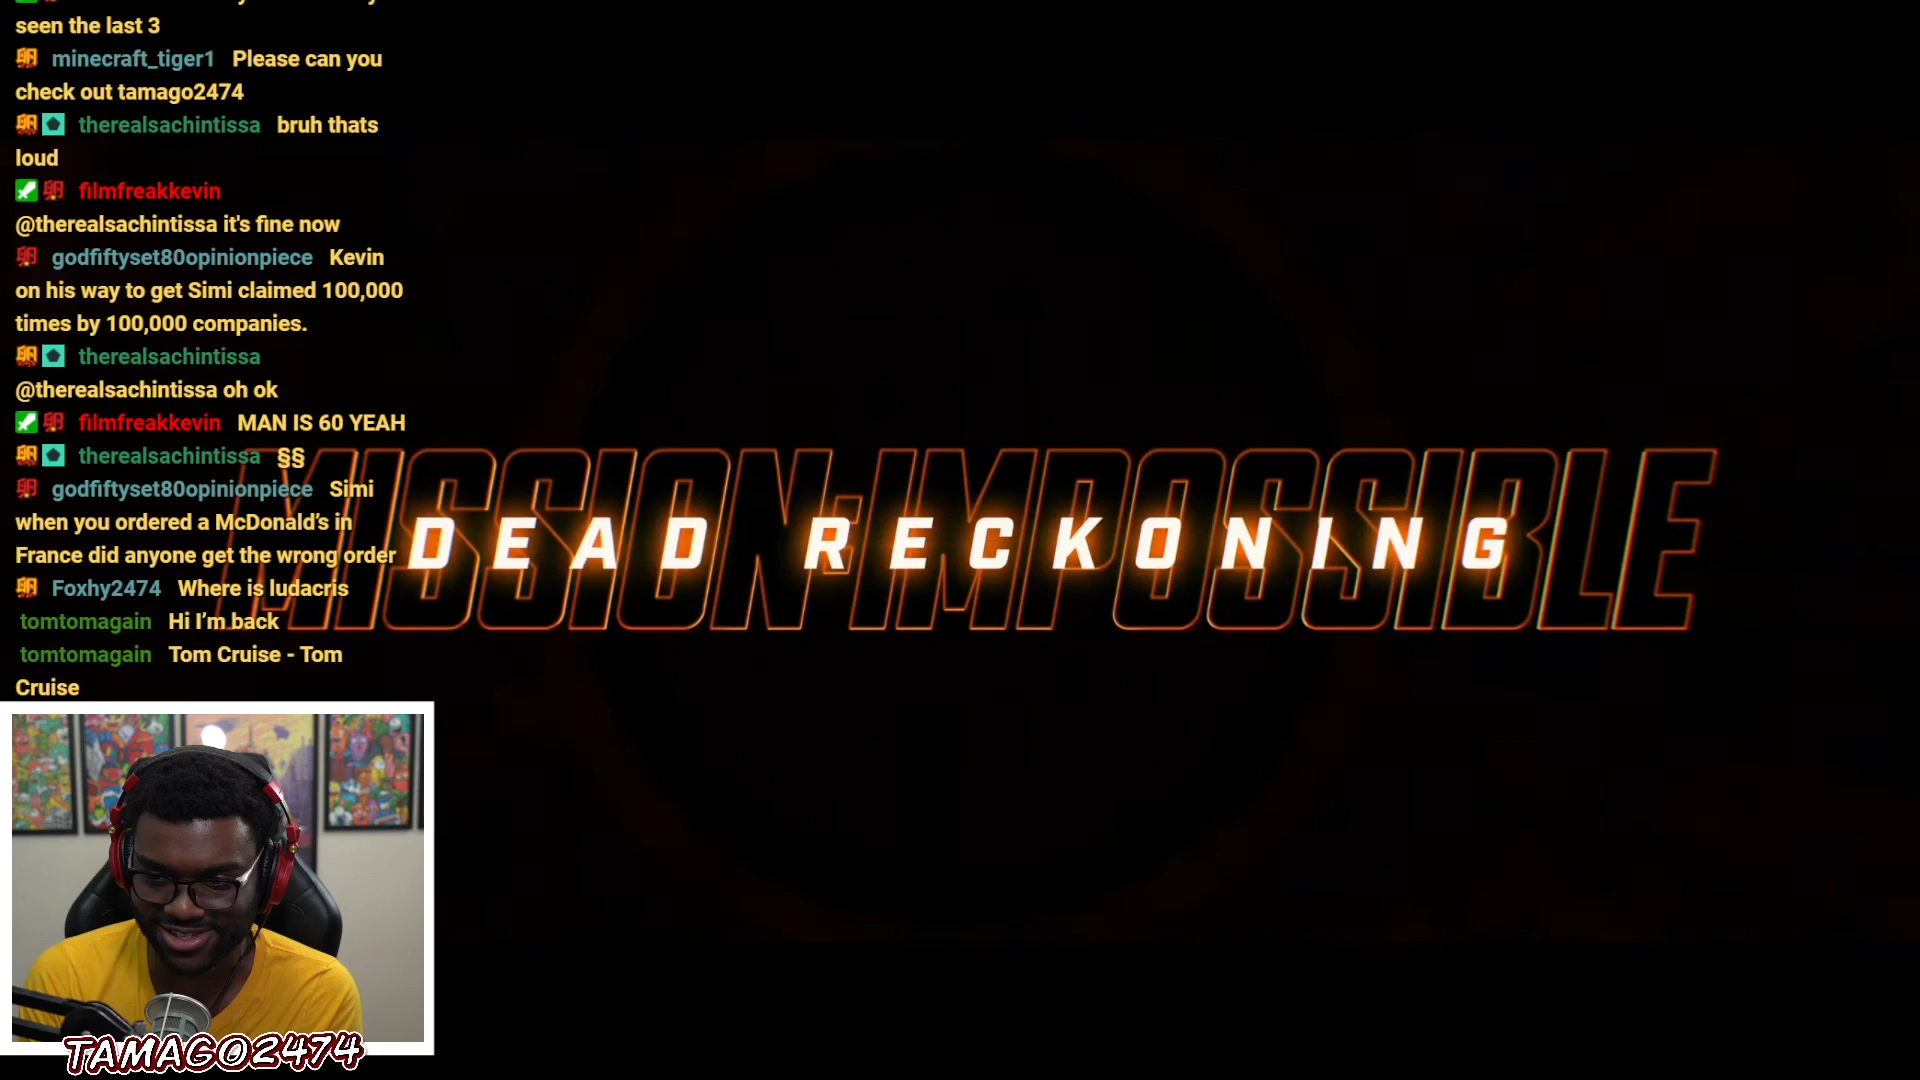 seen the last 3
minecraft_tiger1 Please can you
check out tamago2474
therealsachintissa bruh thats
loud
filmfreakkevin
@therealsachintissa it's fine now
godfiftyset80opinionpiece Kevin
on his way to get Simi claimed 100,000
times by 100,000 companies.
therealsachintissa
@therealsachintissa oh ok
filmfreakkevin MAN IS 60 YEAH
therealsachintissa §§
godfiftyset80opinionpiece Simi
when you ordered a McDonald’s in
France did anyone get the wrong order
Foxhy2474 Where is ludacris
tomtomagain Hi I’m back
tomtomagain Tom Cruise - Tom
Cruise
MISSION:IMPOSSIBLE
DEAD RECKONING
TAMAGO2474